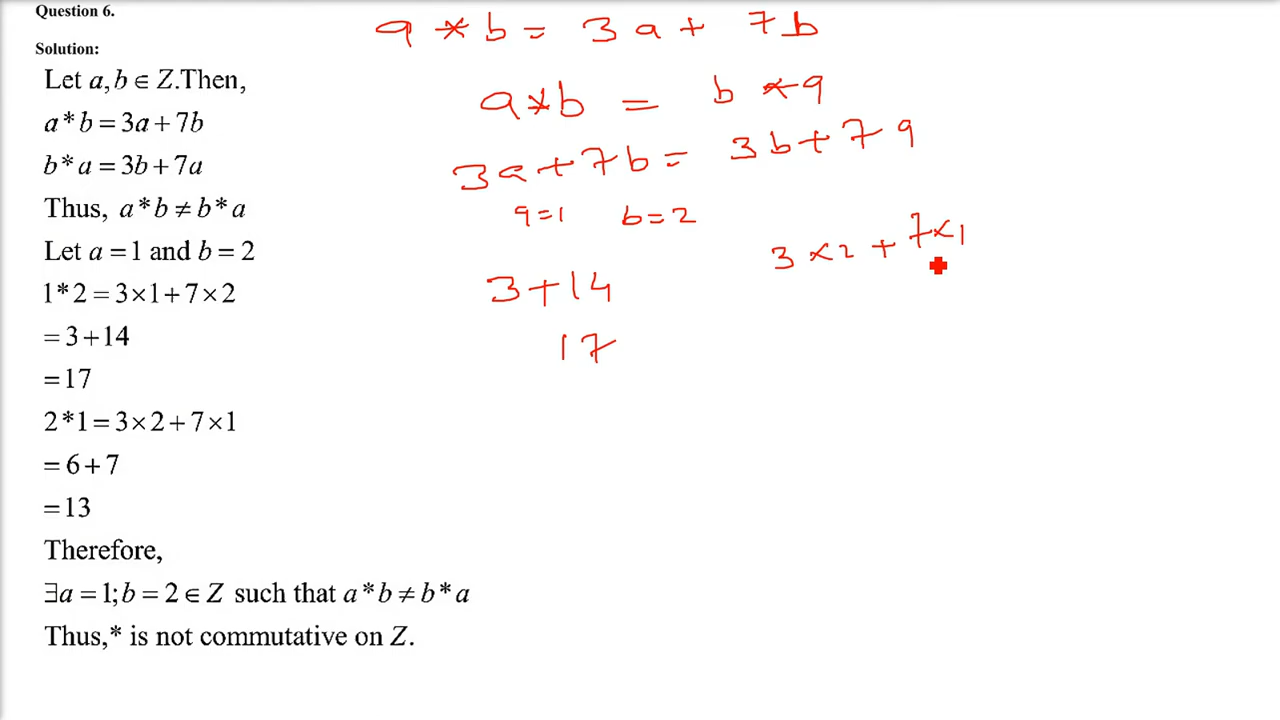 Question 6.
Solution:
Let a, b ∈ Z.Then,
a * b = 3a + 7b
b * a = 3b + 7a
Thus, a * b ≠ b * a
Let a = 1 and b = 2
1 * 2 = 3 × 1 + 7 × 2
= 3 + 14
= 17
2 * 1 = 3 × 2 + 7 × 1
= 6 + 7
= 13
Therefore,
∃a = 1; b = 2 ∈ Z such that a * b ≠ b * a
Thus,* is not commutative on Z.
a * b = 3a + 7b
a * b = b * a
3a + 7b = 3b + 7a
a = 1 b = 2
3 × 2 + 7 × 1
3 + 14
17